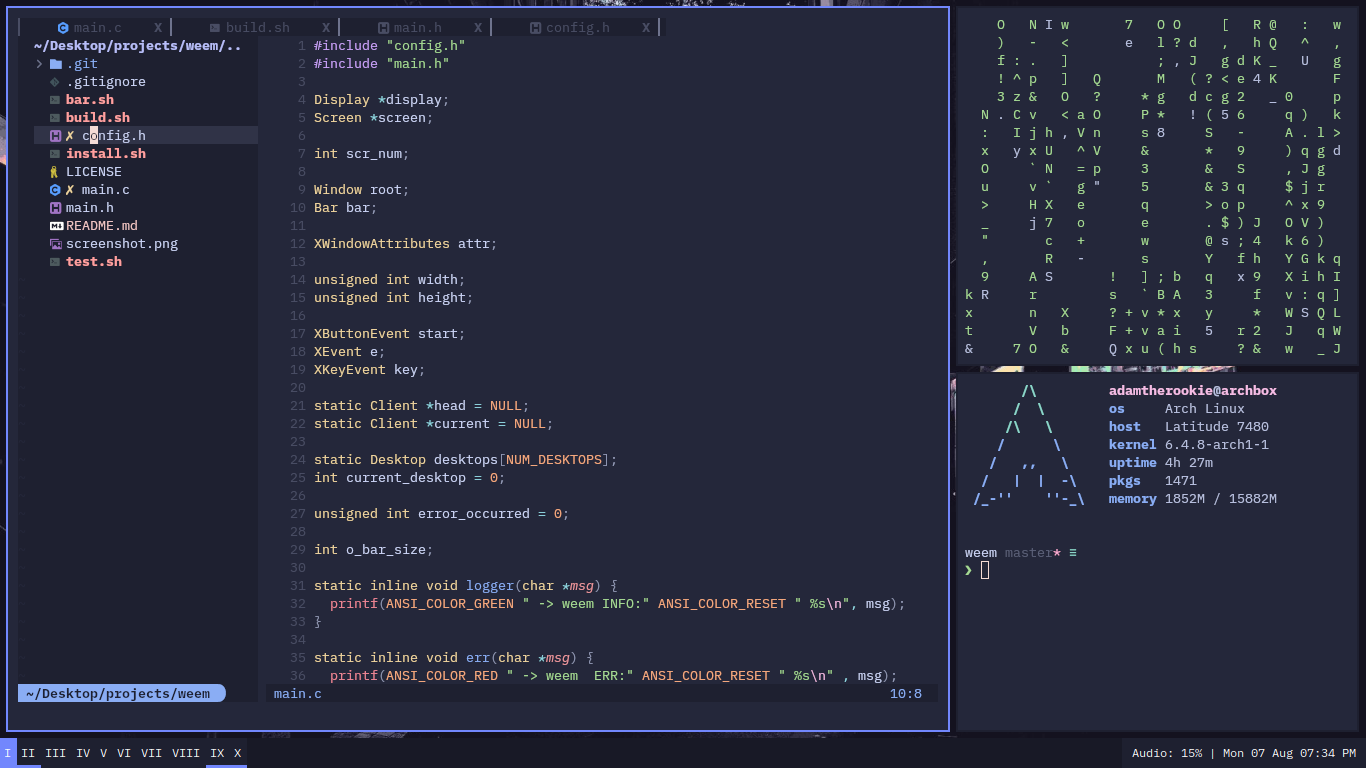 main.c X build.sh X main.h X config.h X
~/Desktop/projects/weem/..
.git
.gitignore
bar.sh
build.sh
✗ config.h
install.sh
LICENSE
✗ main.c
main.h
README.md
screenshot.png
test.sh
~/Desktop/projects/weem
1 #include "config.h"
2 #include "main.h"
3
4 Display *display;
5 Screen *screen;
6
7 int scr_num;
8
9 Window root;
10 Bar bar;
11
12 XWindowAttributes attr;
13
14 unsigned int width;
15 unsigned int height;
16
17 XButtonEvent start;
18 XEvent e;
19 XKeyEvent key;
20
21 static Client *head = NULL;
22 static Client *current = NULL;
23
24 static Desktop desktops[NUM_DESKTOPS];
25 int current_desktop = 0;
26
27 unsigned int error_occurred = 0;
28
29 int o_bar_size;
30
31 static inline void logger(char *msg) {
32   printf(ANSI_COLOR_GREEN " -> weem INFO:" ANSI_COLOR_RESET " %s\n", msg);
33 }
34
35 static inline void err(char *msg) {
36   printf(ANSI_COLOR_RED " -> weem  ERR:" ANSI_COLOR_RESET " %s\n" , msg);
main.c 10:8
O N I w 7 O O [ R @ : w
) - < e l ? d , h Q ^ ,
f : . ] ; , J g d K _ U g
! ^ p ] Q M ( ? < e 4 K F
3 z & O ? * g d c g 2 _ 0 p
N . C I < a O P * ! ( 5 6 q ) k
: I j h , V n s 8 S - A . l >
x y x U ^ V & * 9 ) q g d
O ` N = p 3 & S , J g
u v ` g " 5 & 3 q $ j r
> H X e q > o p ^ x 9
_ j 7 o e . $ ) J O V )
" c + w @ s ; 4 k 6 )
, R - s Y f h Y G k q
9 A S ! ] ; b q x 9 X i h I
k R r s ` B A 3 f v : q ]
x n X ? + v * x y * W S Q L
t V b F + v a i 5 r 2 J q W
& 7 O & Q x u ( h s ? & w _ J
/\
/ \
/\ \
/ \
/ ,, \
/ | | -\
/_-'' ''-_\
adamtherookie@archbox
os Arch Linux
host Latitude 7480
kernel 6.4.8-arch1-1
uptime 4h 27m
pkgs 1471
memory 1852M / 15882M
weem master* ≡
❯
I II III IV V VI VII VIII IX X
Audio: 15% | Mon 07 Aug 07:34 PM